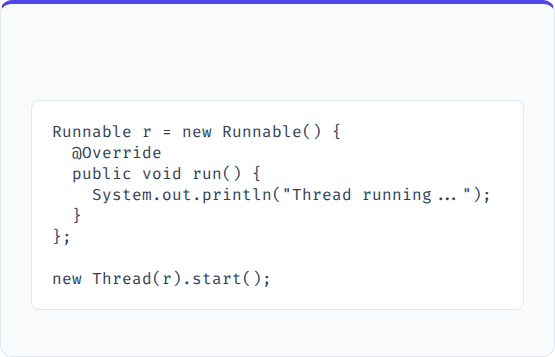 Runnable r = new Runnable() {
  @Override
  public void run() {
    System.out.println("Thread running...");
  }
};

new Thread(r).start();